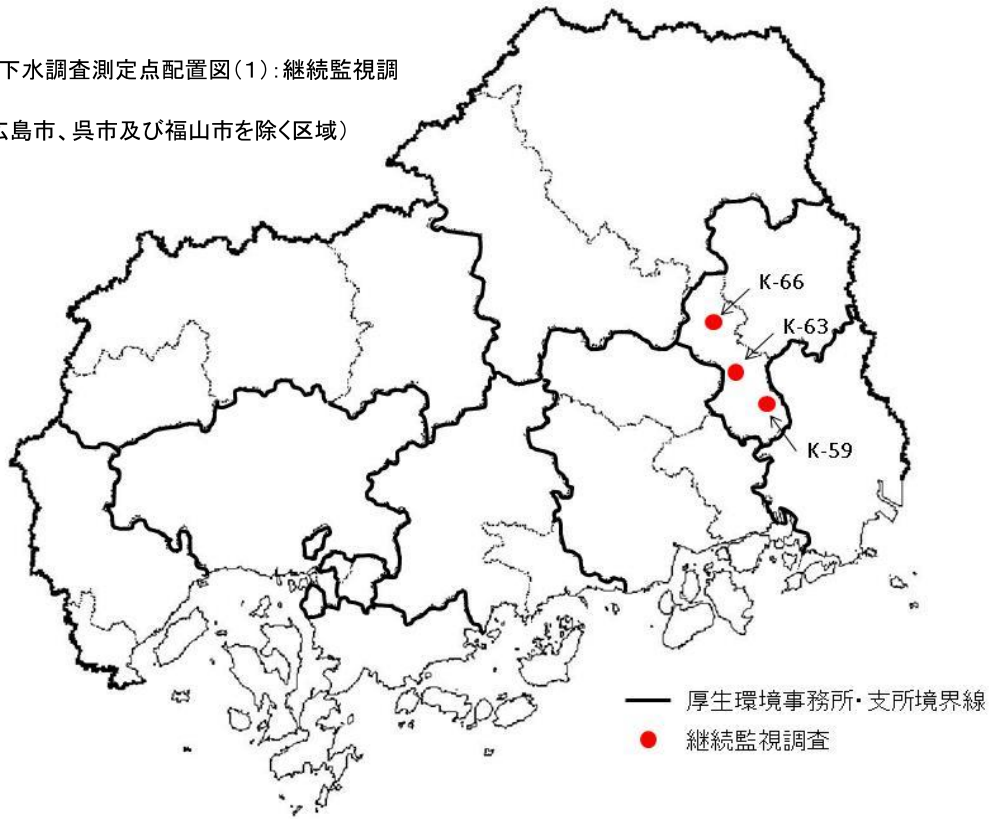 下水調査測定点配置図(1):継続監視調
広島市、呉市及び福山市を除く区域)
K-66
K-63
K-59
厚生環境事務所・支所境界線
継続監視調査